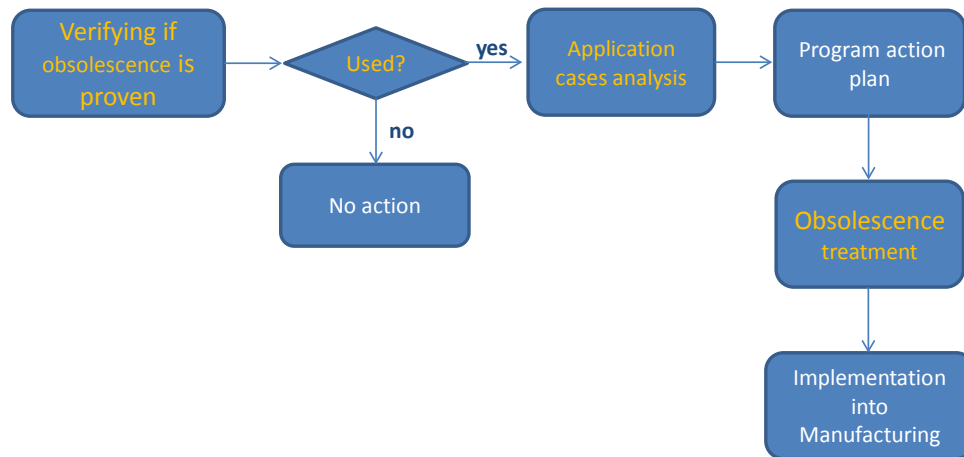 Verifying if
obsolescence is
proven
Used?
yes
Application
cases analysis
Program action
plan
no
No action
Obsolescence
treatment
Implementation
into
Manufacturing